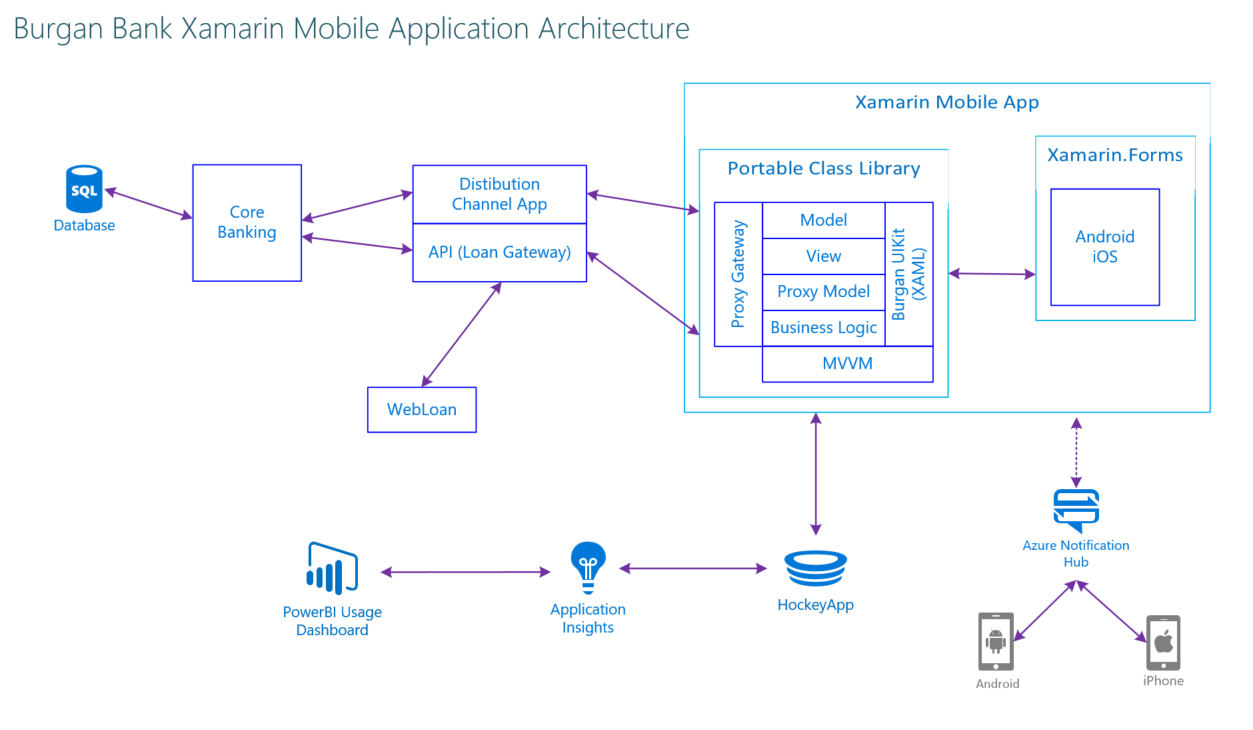 Burgan Bank Xamarin Mobile Application Architecture
Xamarin Mobile App
Portable Class Library
Xamarin.Forms
SQL
Database
Core
Banking
Distibution
Channel App
API (Loan Gateway)
WebLoan
Proxy Gateway
Model
View
Proxy Model
Business Logic
Burgan UIKit
(XAML)
MVVM
Android
iOS
PowerBI Usage
Dashboard
Application
Insights
HockeyApp
Azure Notification
Hub
Android
iPhone